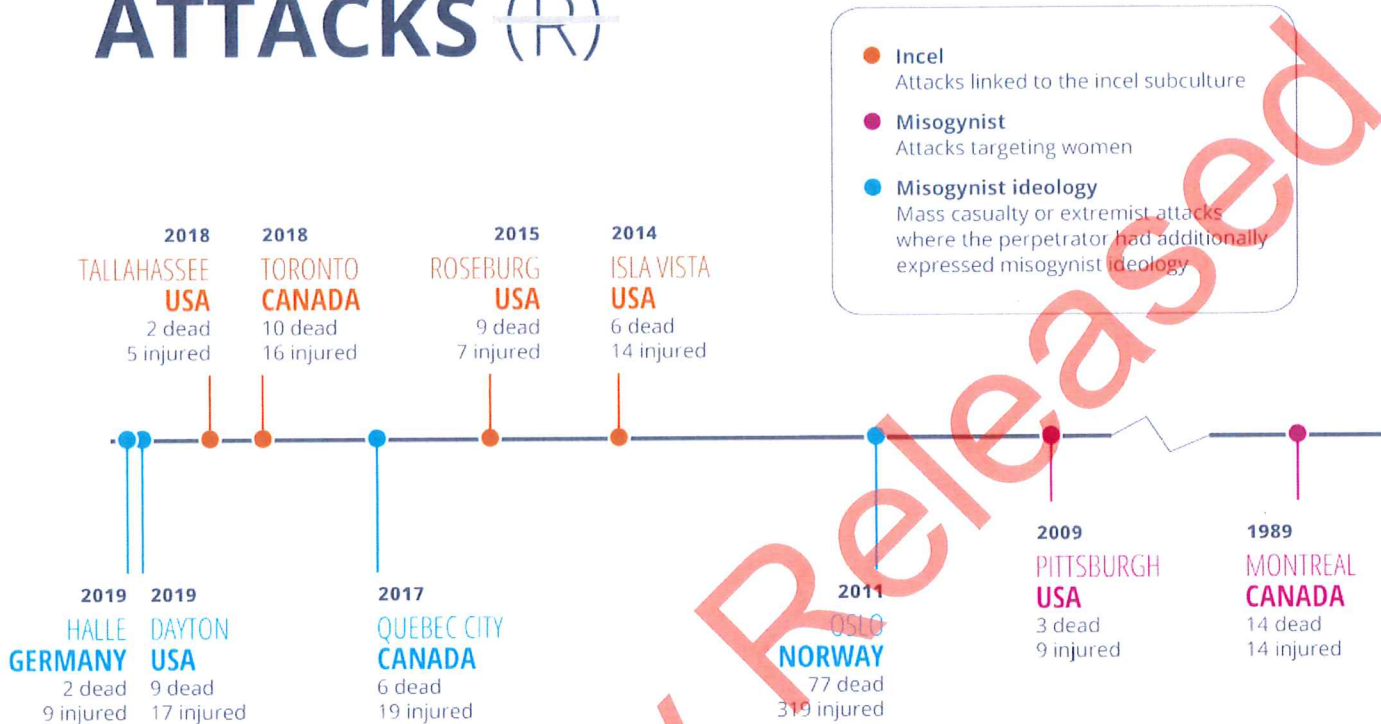 ATTACKS (R)
Incel
Attacks linked to the incel subculture
Misogynist
Attacks targeting women
Misogynist ideology
Mass casualty or extremist attacks
where the perpetrator had additionally
expressed misogynist ideology
2018
TALLAHASSEE
USA
2 dead
5 injured
2018
TORONTO
CANADA
10 dead
16 injured
2015
ROSEBURG
USA
9 dead
7 injured
2014
ISLA VISTA
USA
6 dead
14 injured
2019
HALLE
GERMANY
2 dead
9 injured
2019
DAYTON
USA
9 dead
17 injured
2017
QUEBEC CITY
CANADA
6 dead
19 injured
2011
OSLO
NORWAY
77 dead
319 injured
2009
PITTSBURGH
USA
3 dead
9 injured
1989
MONTREAL
CANADA
14 dead
14 injured
y Released